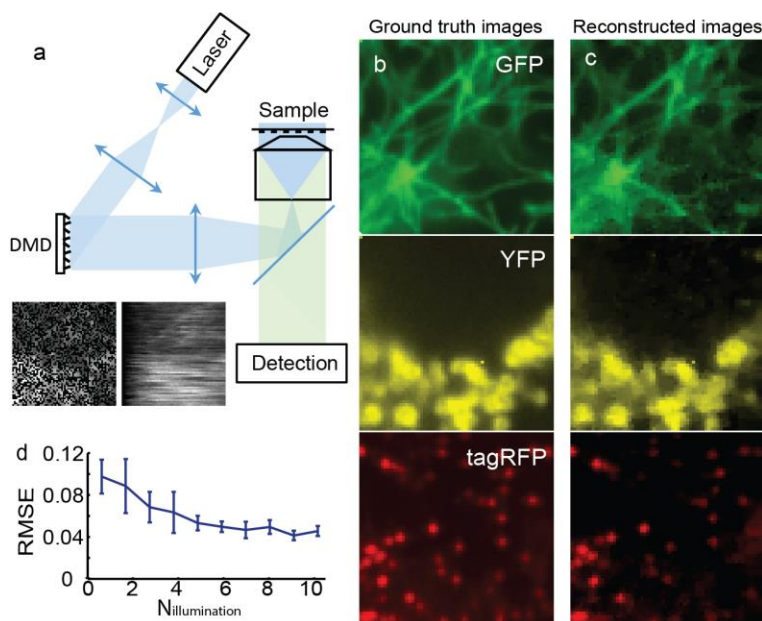 Ground truth images
Reconstructed images
a
Laser
Sample
DMD
Detection
b
GFP
c
YFP
tagRFP
d
RMSE
0.12
0.08
0.04
0
0 2 4 6 8 10
Nillumination